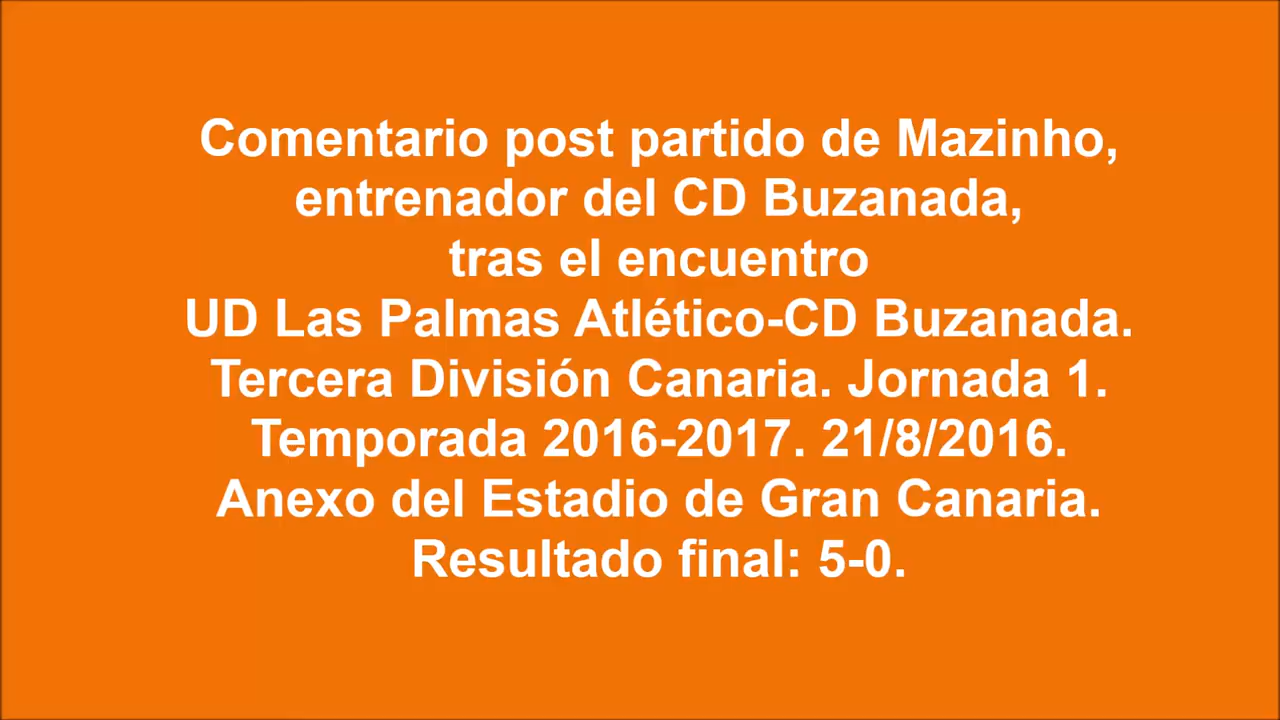 Comentario post partido de Mazinho,
entrenador del CD Buzanada,
tras el encuentro
UD Las Palmas Atlético-CD Buzanada.
Tercera División Canaria. Jornada 1.
Temporada 2016-2017. 21/8/2016.
Anexo del Estadio de Gran Canaria.
Resultado final: 5-0.